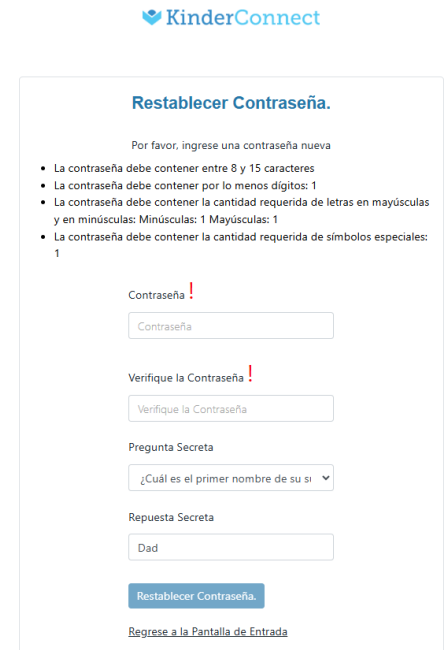 KinderConnect
Restablecer Contraseña.
Por favor, ingrese una contraseña nueva
• La contraseña debe contener entre 8 y 15 caracteres
• La contraseña debe contener por lo menos dígitos: 1
• La contraseña debe contener la cantidad requerida de letras en mayúsculas
y en minúsculas: Minúsculas: 1 Mayúsculas: 1
• La contraseña debe contener la cantidad requerida de símbolos especiales:
1
Contraseña !
Contraseña
Verifique la Contraseña !
Verifique la Contraseña
Pregunta Secreta
¿Cuál es el primer nombre de su
Repuesta Secreta
Dad
Restablecer Contraseña.
Regrese a la Pantalla de Entrada